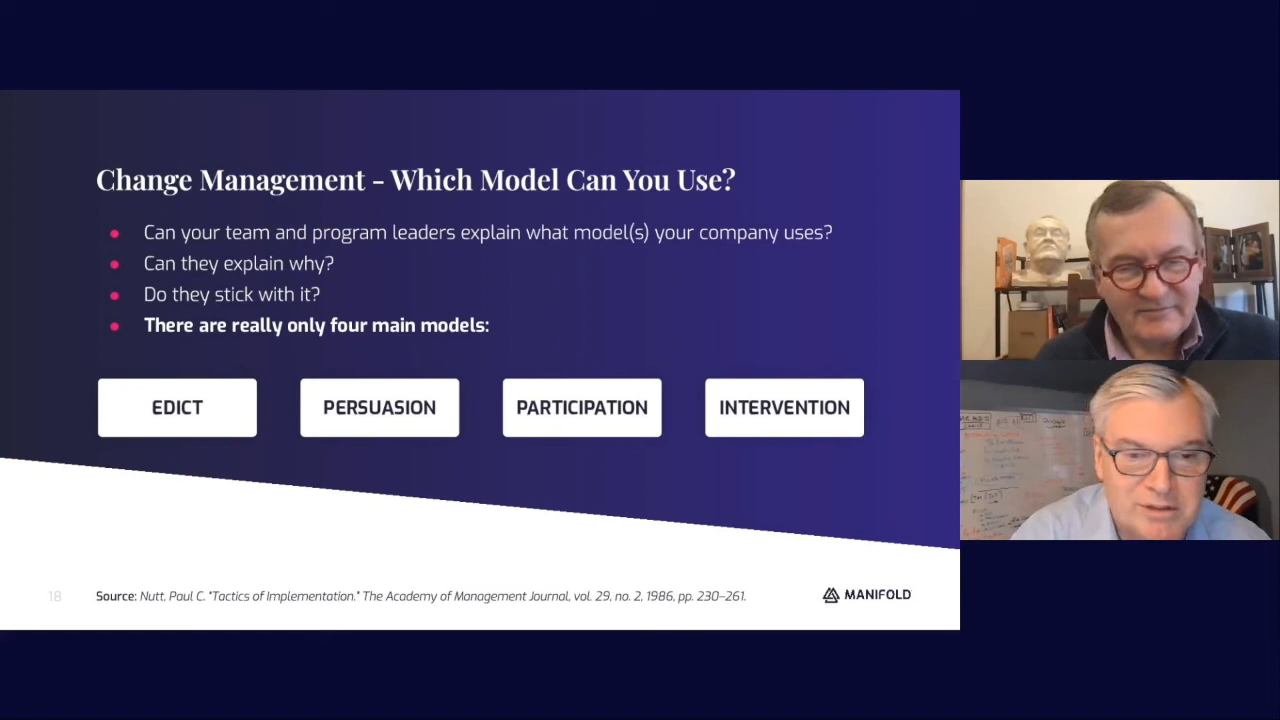 Change Management - Which Model Can You Use?
Can your team and program leaders explain what model(s) your company uses?
Can they explain why?
Do they stick with it?
There are really only four main models:
EDICT
PERSUASION
PARTICIPATION
INTERVENTION
18
Source: Nutt, Paul C. "Tactics of Implementation." The Academy of Management Journal, vol. 29, no. 2, 1986, pp. 230–261.
MANIFOLD